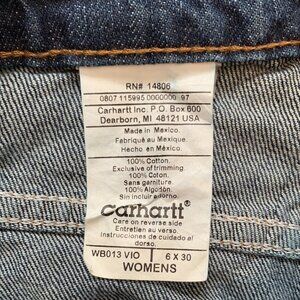 RN# 14806
0807 115995 0000000 97
Carhartt Inc. P.O. Box 600
Dearborn, MI 48121 USA
Made in Mexico.
Fabriqué au Mexique.
Hecho en México.
100% Cotton.
Exclusive of trimming.
100% Cotton.
Sans garniture.
100% Algodón.
Sin incluir adorno.
carhartt
Care on reverse side
Entretien au verso.
Instrucciones de cuidado al
dorso.
WB013 VIO 6 X 30
WOMENS